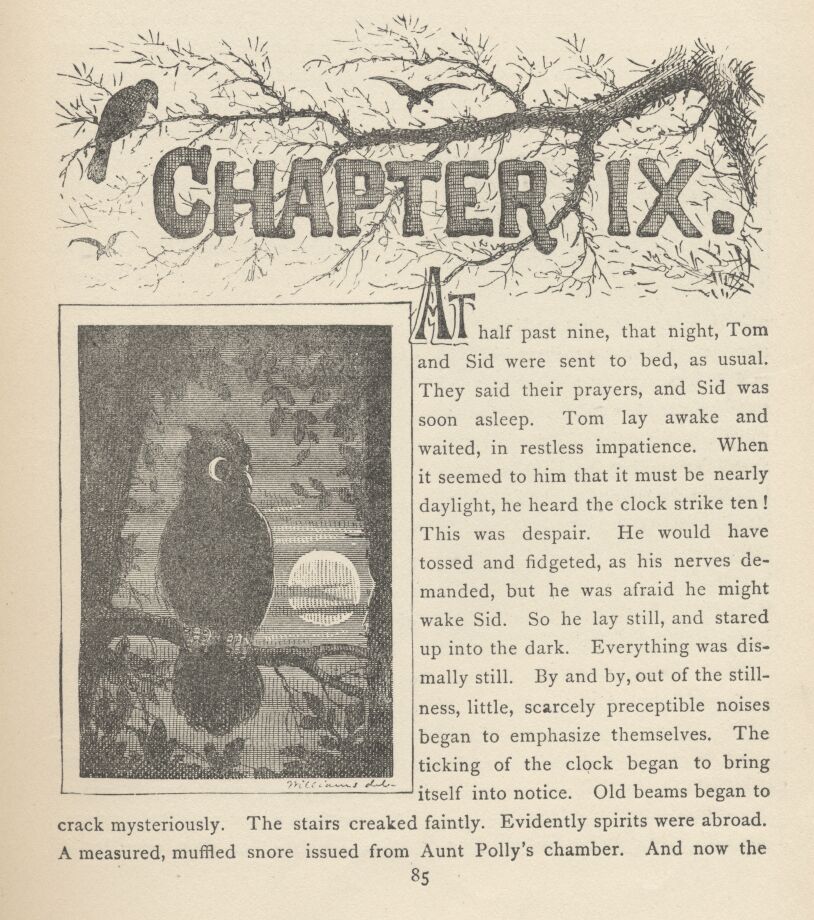 CHAPTER IX.
AT half past nine, that night, Tom
and Sid were sent to bed, as usual.
They said their prayers, and Sid was
soon asleep. Tom lay awake and
waited, in restless impatience. When
it seemed to him that it must be nearly
daylight, he heard the clock strike ten!
This was despair. He would have
tossed and fidgeted, as his nerves de-
manded, but he was afraid he might
wake Sid. So he lay still, and stared
up into the dark. Everything was dis-
mally still. By and by, out of the still-
ness, little, scarcely preceptible noises
began to emphasize themselves. The
ticking of the clock began to bring
itself into notice. Old beams began to
crack mysteriously. The stairs creaked faintly. Evidently spirits were abroad.
A measured, muffled snore issued from Aunt Polly's chamber. And now the
Williams del.
85